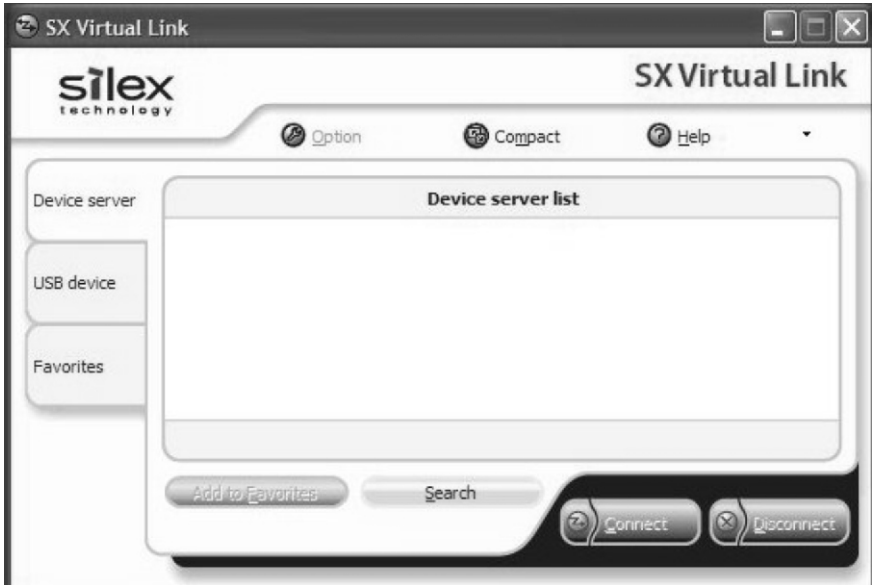 SX Virtual Link
silex
technology
SX Virtual Link
Option
Compact
Help
Device server
Device server list
USB device
Favorites
Add to Favorites
Search
Connect
Disconnect